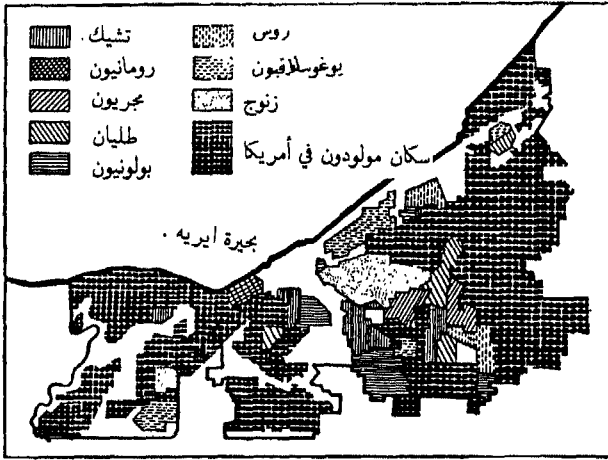 روس
تشيك .
يوغوسلافيون
رومانيون
زنوج
مجريون
سكان مولودون في أمريكا
طليان
بولونيون
بحيرة ايريه .